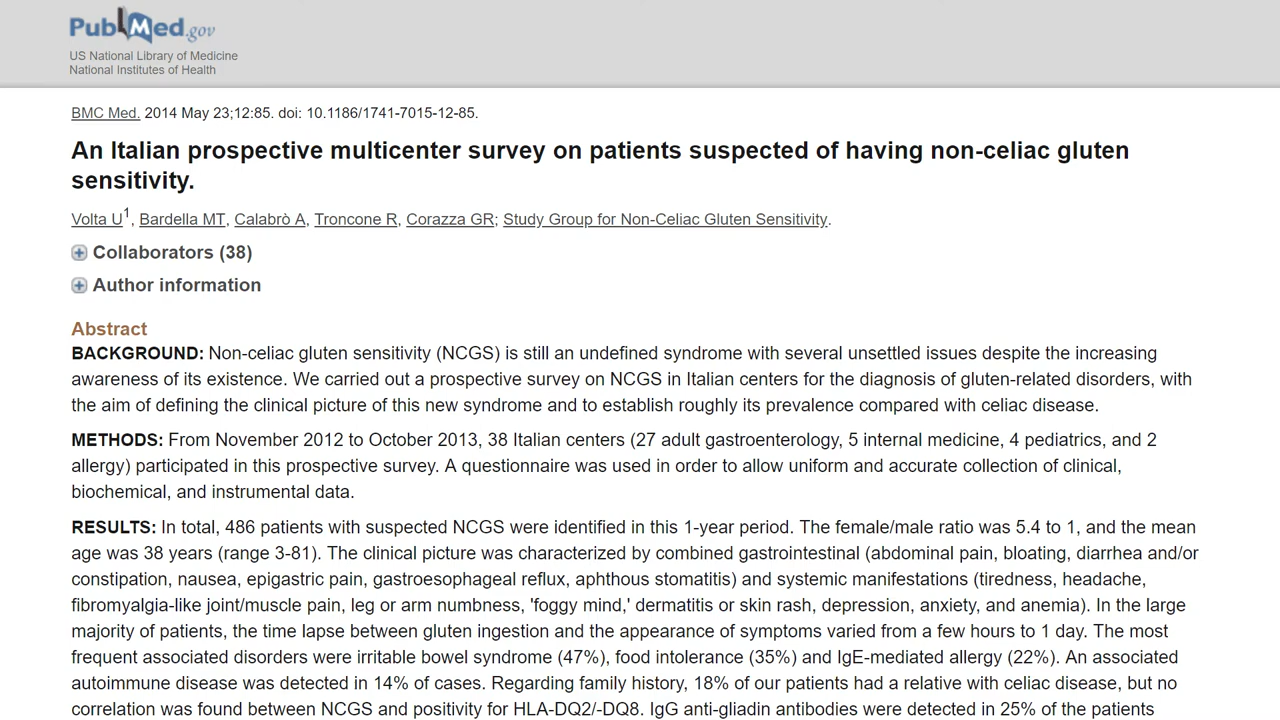 PubMed.gov
US National Library of Medicine
National Institutes of Health
BMC Med. 2014 May 23;12:85. doi: 10.1186/1741-7015-12-85.
An Italian prospective multicenter survey on patients suspected of having non-celiac gluten
sensitivity.
Volta U1, Bardella MT, Calabrò A, Troncone R, Corazza GR; Study Group for Non-Celiac Gluten Sensitivity.
Collaborators (38)
Author information
Abstract
BACKGROUND: Non-celiac gluten sensitivity (NCGS) is still an undefined syndrome with several unsettled issues despite the increasing
awareness of its existence. We carried out a prospective survey on NCGS in Italian centers for the diagnosis of gluten-related disorders, with
the aim of defining the clinical picture of this new syndrome and to establish roughly its prevalence compared with celiac disease.
METHODS: From November 2012 to October 2013, 38 Italian centers (27 adult gastroenterology, 5 internal medicine, 4 pediatrics, and 2
allergy) participated in this prospective survey. A questionnaire was used in order to allow uniform and accurate collection of clinical,
biochemical, and instrumental data.
RESULTS: In total, 486 patients with suspected NCGS were identified in this 1-year period. The female/male ratio was 5.4 to 1, and the mean
age was 38 years (range 3-81). The clinical picture was characterized by combined gastrointestinal (abdominal pain, bloating, diarrhea and/or
constipation, nausea, epigastric pain, gastroesophageal reflux, aphthous stomatitis) and systemic manifestations (tiredness, headache,
fibromyalgia-like joint/muscle pain, leg or arm numbness, 'foggy mind,' dermatitis or skin rash, depression, anxiety, and anemia). In the large
majority of patients, the time lapse between gluten ingestion and the appearance of symptoms varied from a few hours to 1 day. The most
frequent associated disorders were irritable bowel syndrome (47%), food intolerance (35%) and IgE-mediated allergy (22%). An associated
autoimmune disease was detected in 14% of cases. Regarding family history, 18% of our patients had a relative with celiac disease, but no
correlation was found between NCGS and positivity for HLA-DQ2/-DQ8. IgG anti-gliadin antibodies were detected in 25% of the patients